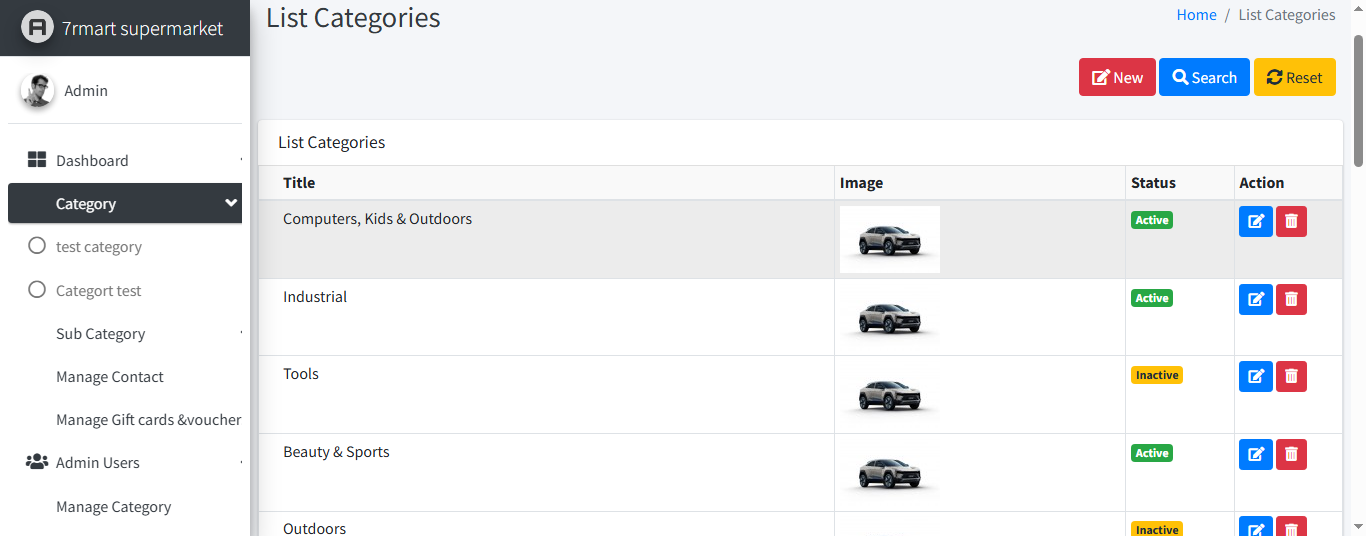 7rmart supermarket
Admin
Dashboard
Category
test category
Categort test
Sub Category
Manage Contact
Manage Gift cards &voucher
Admin Users
Manage Category
List Categories
Home / List Categories
New Search Reset
List Categories
Title Image Status Action
Computers, Kids & Outdoors Active
Industrial Active
Tools Inactive
Beauty & Sports Active
Outdoors Inactive